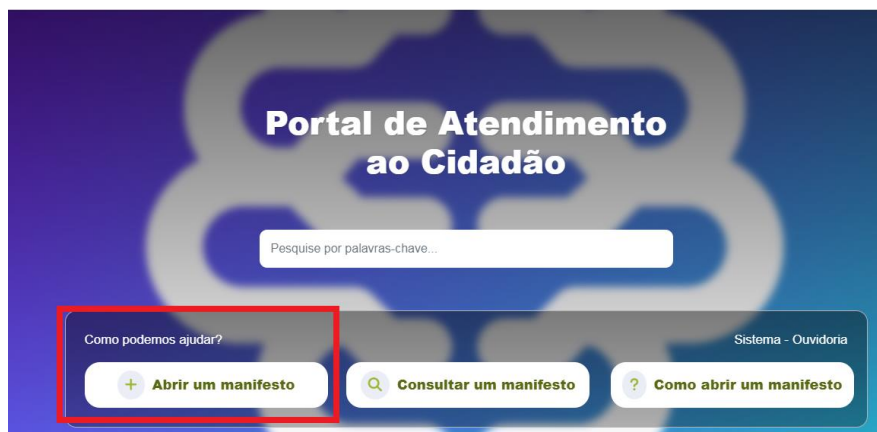 Portal de Atendimento
ao Cidadão
Pesquise por palavras-chave...
Como podemos ajudar?
Sistema - Ouvidoria
+ Abrir um manifesto
Consultar um manifesto
? Como abrir um manifesto